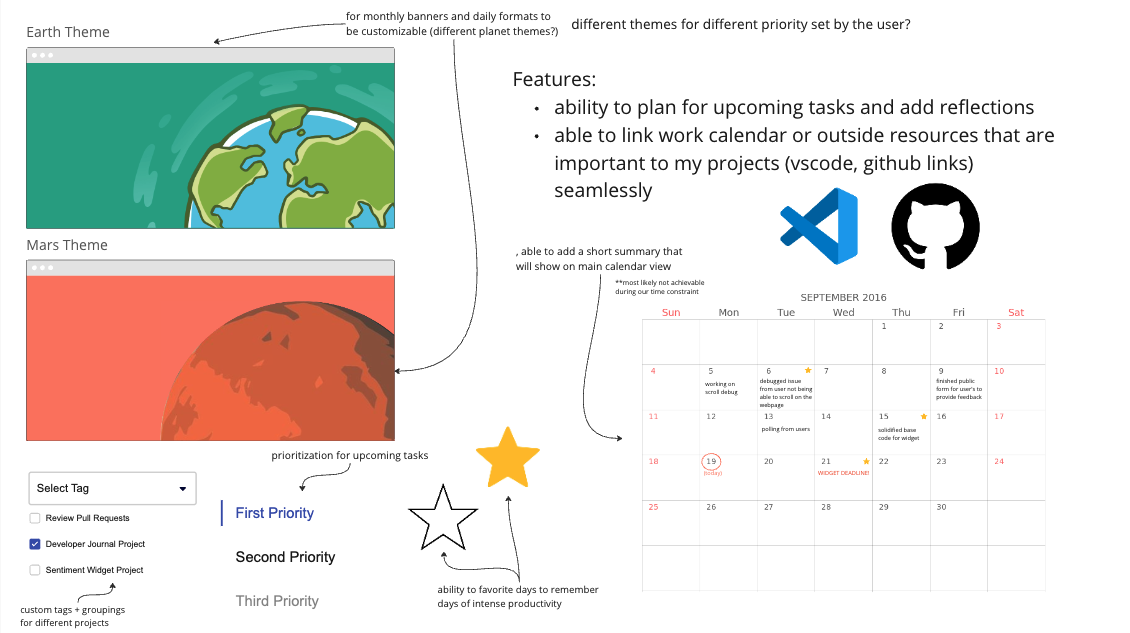 for monthly banners and daily formats to
be customizable (different planet themes?)
different themes for different priority set by the user?
Earth Theme
Features:
• ability to plan for upcoming tasks and add reflections
• able to link work calendar or outside resources that are
important to my projects (vscode, github links)
seamlessly
Mars Theme
, able to add a short summary that
will show on main calendar view
**most likely not achievable
during our time constraint
SEPTEMBER 2016
Sun Mon Tue Wed Thu Fri Sat
1 2 3
4 5 6 7 8 9 10
working on
scroll debug
debugged issue
from user not being
able to scroll on the
webpage
finished public
form for user's to
provide feedback
11 12 13 14 15 16 17
polling from users
solidified base
code for widget
18 19 20 21 22 23 24
(today)
WIDGET DEADLINE!
25 26 27 28 29 30
prioritization for upcoming tasks
Select Tag
Review Pull Requests
Developer Journal Project
Sentiment Widget Project
First Priority
Second Priority
Third Priority
custom tags + groupings
for different projects
ability to favorite days to remember
days of intense productivity